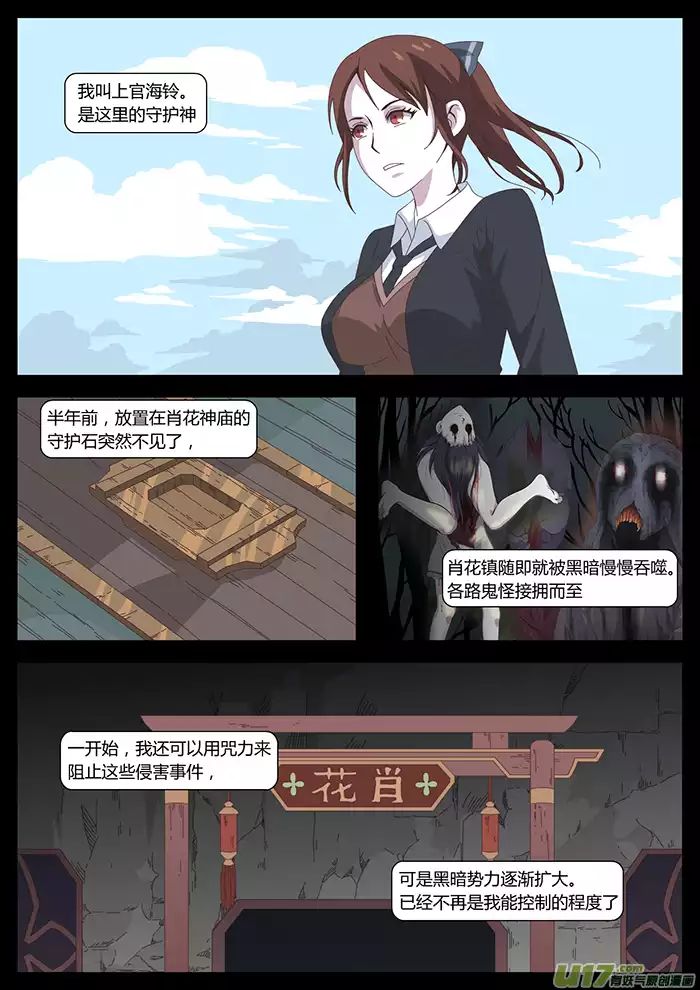 我叫上官海铃。
是这里的守护神
半年前，放置在肖花神庙的
守护石突然不见了，
肖花镇随即就被黑暗慢慢吞噬。
各路鬼怪接拥而至
一开始，我还可以用咒力来
阻止这些侵害事件，
花肖
可是黑暗势力逐渐扩大。
已经不再是我能控制的程度了
U17.com
有妖气原创漫画